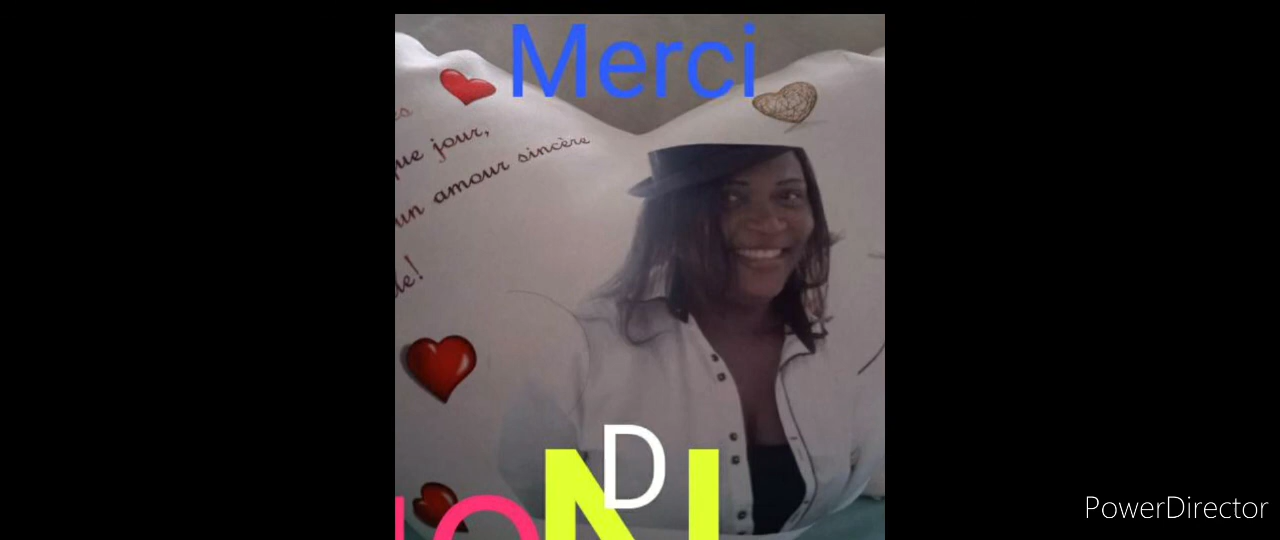 Merci
que jour,
un amour sincère
D
N
PowerDirector